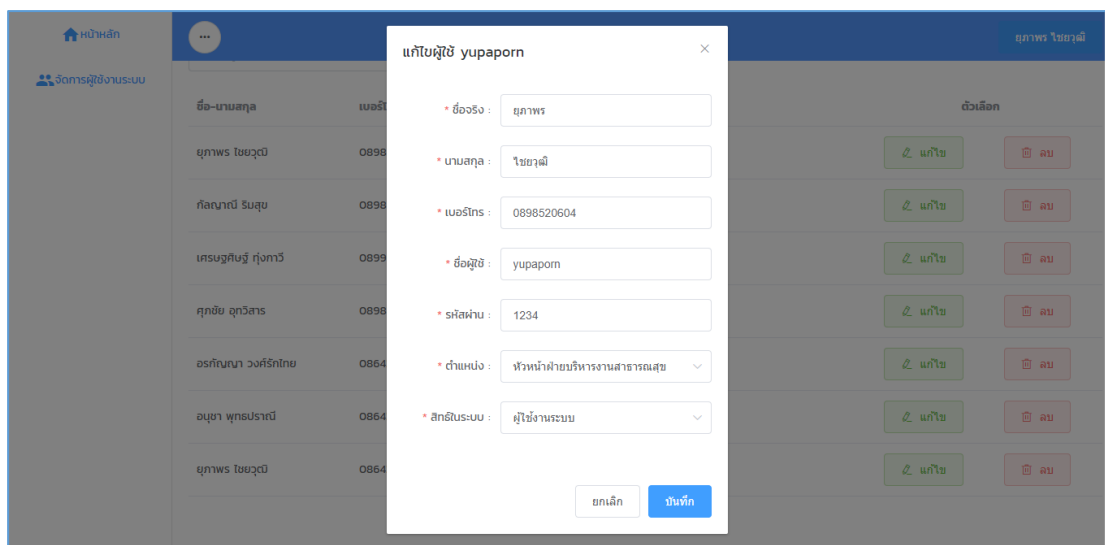 หน้าหลัก
...
ยุภาพร ไชยวุฒิ
จัดการผู้ใช้งานระบบ
แก้ไขผู้ใช้ yupaporn
* ชื่อจริง : ยุภาพร
* นามสกุล : ไชยวุฒิ
* เบอร์โทร : 0898520604
* ชื่อผู้ใช้ : yupaporn
* รหัสผ่าน : 1234
* ตำแหน่ง : หัวหน้าฝ่ายบริหารงานสาธารณสุข
* สิทธิ์ในระบบ : ผู้ใช้งานระบบ
ยกเลิก บันทึก
ชื่อ-นามสกุล เบอร์โ ตัวเลือก
ยุภาพร ไชยวุฒิ 0898 แก้ไข ลบ
กัลญาณี ริมสุข 0898 แก้ไข ลบ
เศรษฐศิษฐ์ ทุ่งกาวี 0899 แก้ไข ลบ
ศุภชัย อุทวิสาร 0898 แก้ไข ลบ
อรกัญญา วงศ์รักไทย 0864 แก้ไข ลบ
อนุชา พุทธปราณี 0864 แก้ไข ลบ
ยุภาพร ไชยวุฒิ 0864 แก้ไข ลบ